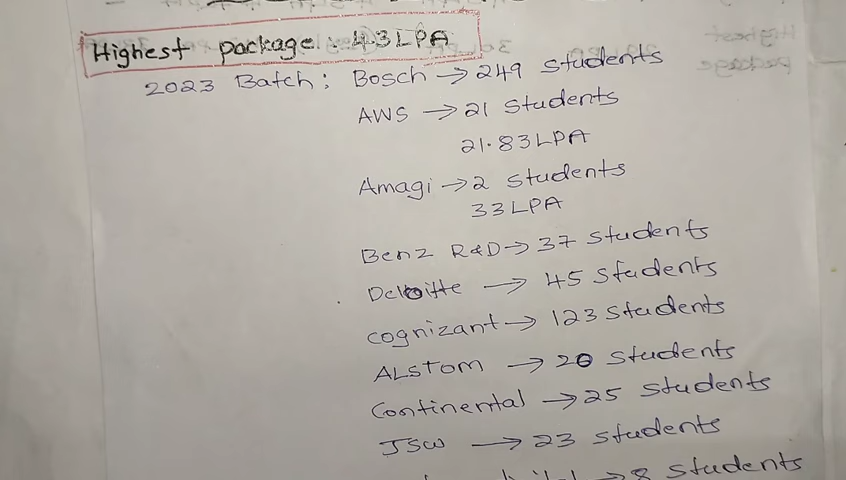 Highest package: 43LPA
2023 Batch: Bosch → 249 students
AWS → 21 students
21.83LPA
Amagi → 2 students
33LPA
Benz R&D → 37 students
Deloitte → 45 students
cognizant → 123 students
ALSTOM → 20 students
Continental → 25 students
JSW → 23 students
→ 8 students